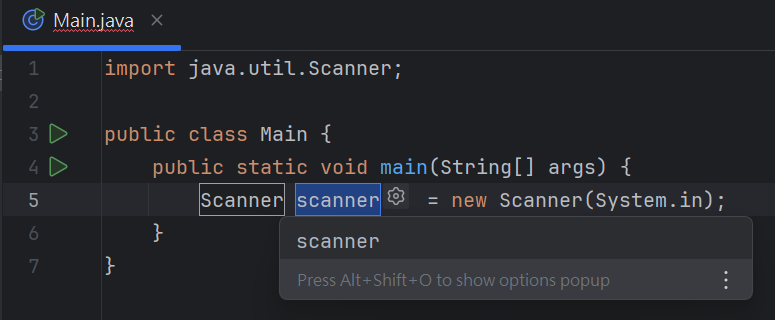 Main.java
1 import java.util.Scanner;
2
3 public class Main {
4 public static void main(String[] args) {
5 Scanner scanner = new Scanner(System.in);
6 }
7 }
scanner
Press Alt+Shift+O to show options popup